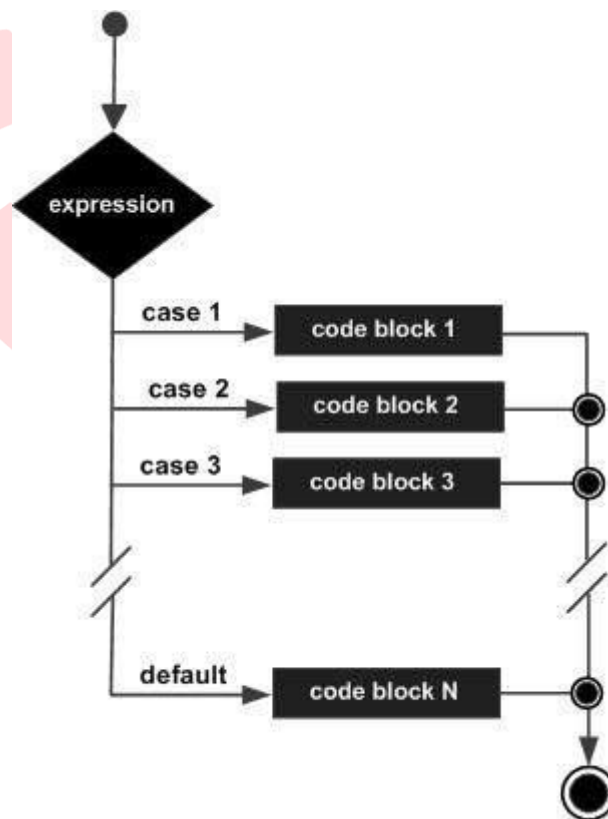 expression
case 1
code block 1
case 2
code block 2
case 3
code block 3
default
code block N